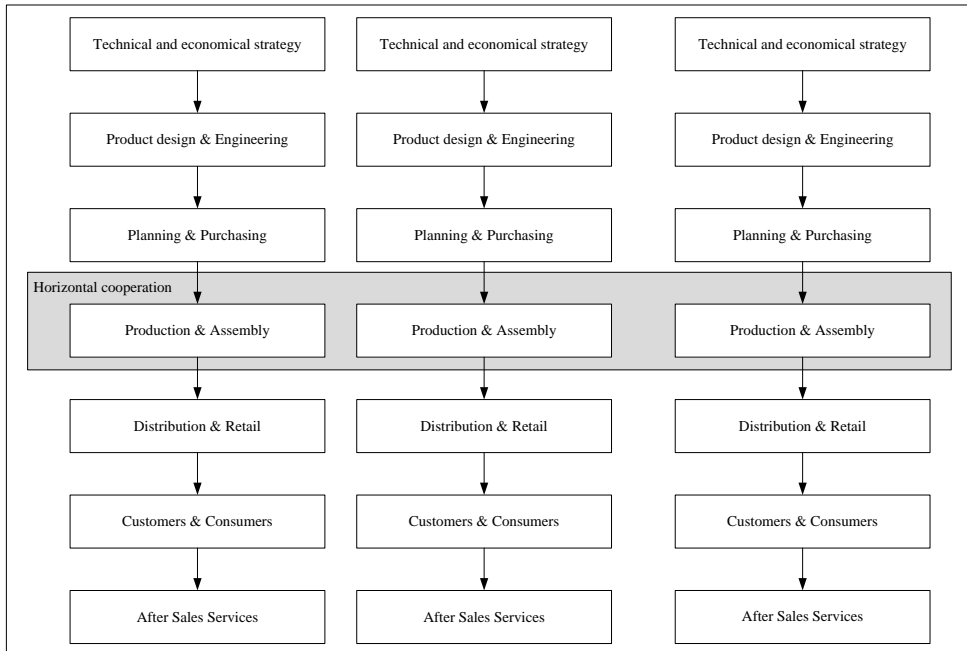 Technical and economical strategy
Technical and economical strategy
Technical and economical strategy
Product design & Engineering
Product design & Engineering
Product design & Engineering
Planning & Purchasing
Planning & Purchasing
Planning & Purchasing
Horizontal cooperation
Production & Assembly
Production & Assembly
Production & Assembly
Distribution & Retail
Distribution & Retail
Distribution & Retail
Customers & Consumers
Customers & Consumers
Customers & Consumers
After Sales Services
After Sales Services
After Sales Services